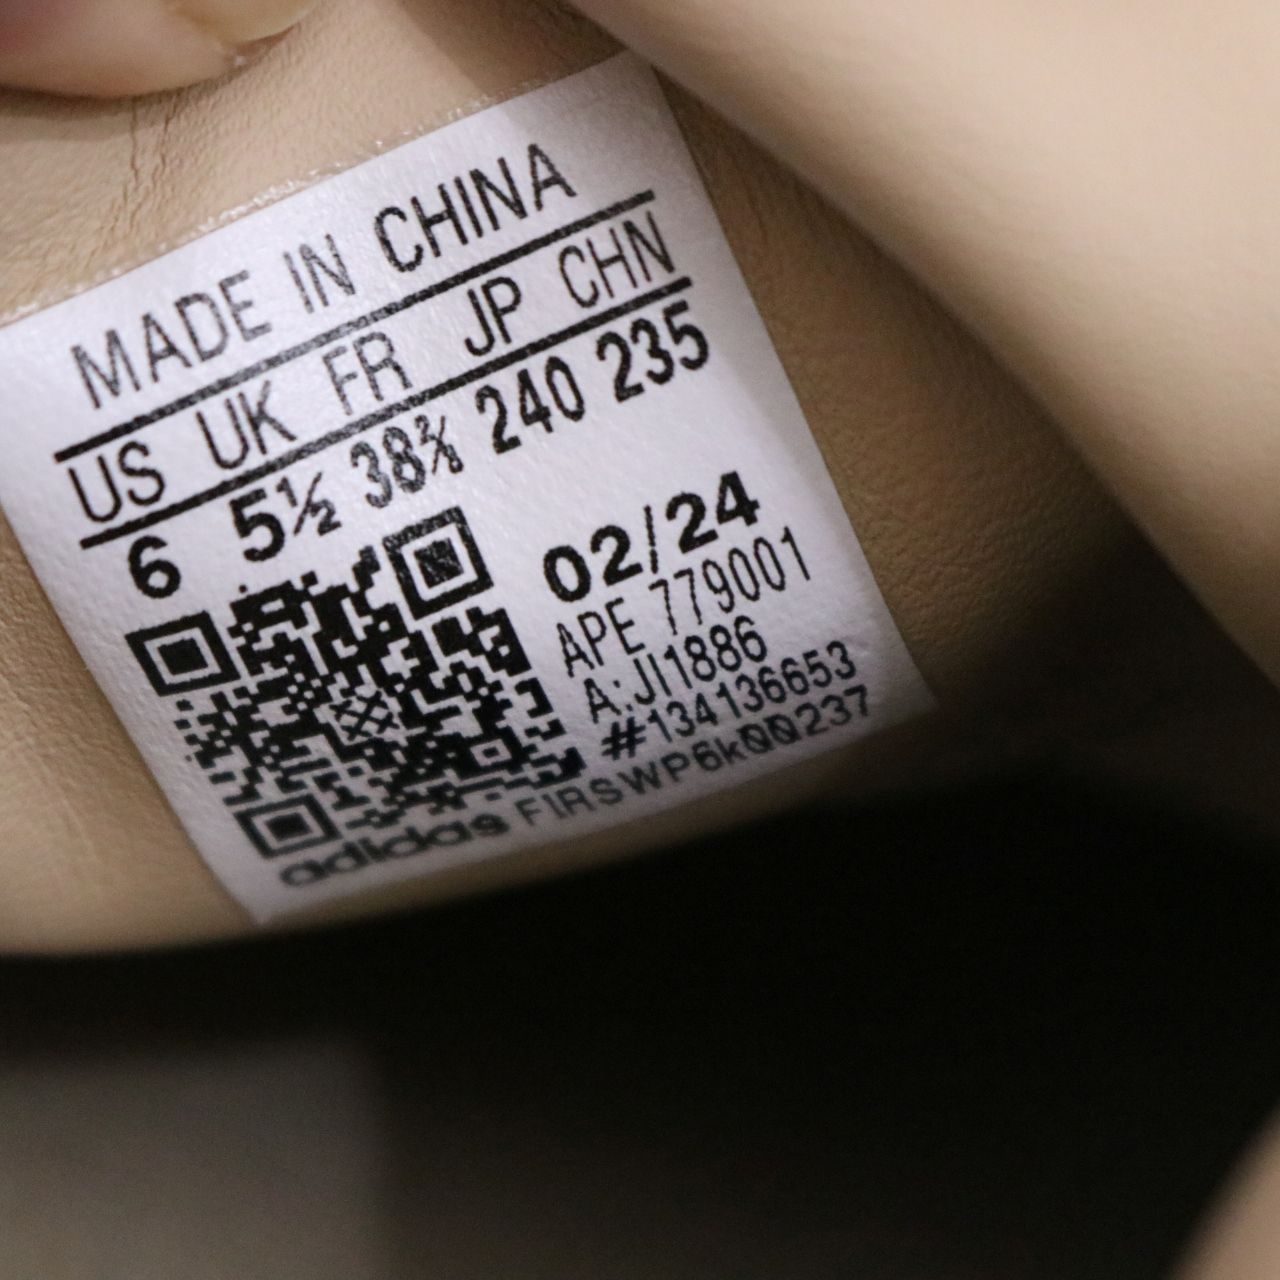 MADE IN CHINA
US UK FR JP CHN
6 5½ 38⅔ 240 235
02/24
APE 779001
A:JI1886
#134136653
adidas FIRSWP6k00237